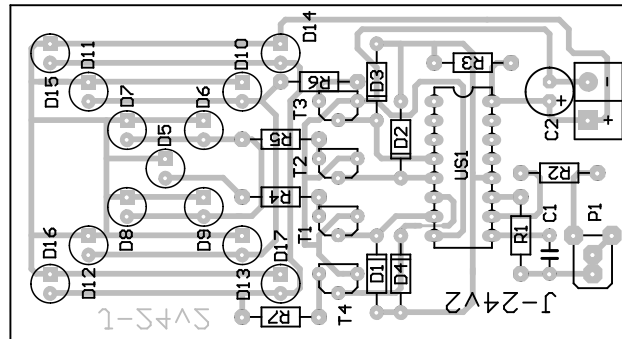 D14
D11
D10
D15
R6
D3
R3
-
+
C2
+
D7
D6
T3
D5
R5
D2
US1
T2
R2
R4
D8
D9
T1
R1
C1
P1
D16
D12
D13
D17
D1
D4
R7
T4
J-24v2
J-24v2